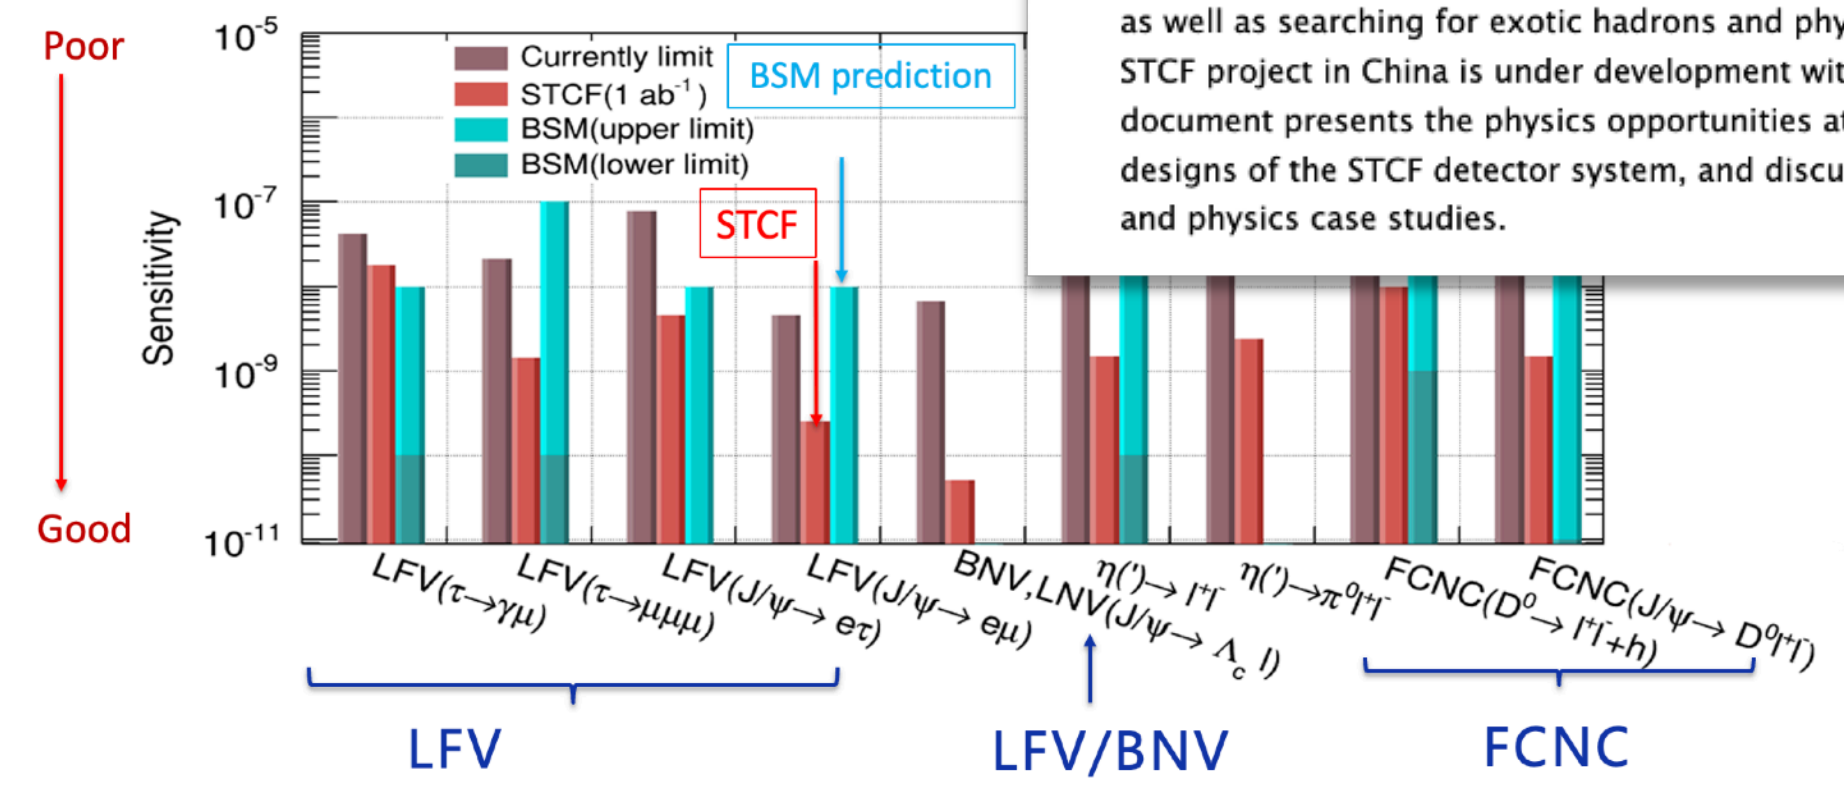 Poor
Good
Sensitivity
10⁻⁵
10⁻⁷
10⁻⁹
10⁻¹¹
Currently limit
STCF(1 ab⁻¹ )
BSM(upper limit)
BSM(lower limit)
BSM prediction
STCF
as well as searching for exotic hadrons and
STCF project in China is under development
document presents the physics opportunities
designs of the STCF detector system, and
and physics case studies.
LFV(τ→γμ)
LFV(τ→μμμ)
LFV(J/ψ→ eτ)
LFV(J/ψ→ eμ)
BNV,LNV(J/ψ→ Λc l)
η(')→ l⁺l⁻
η(')→π⁰l⁺l⁻
FCNC(D⁰→ l⁺l⁻+h)
FCNC(J/ψ→ D⁰l⁺l⁻)
LFV
LFV/BNV
FCNC